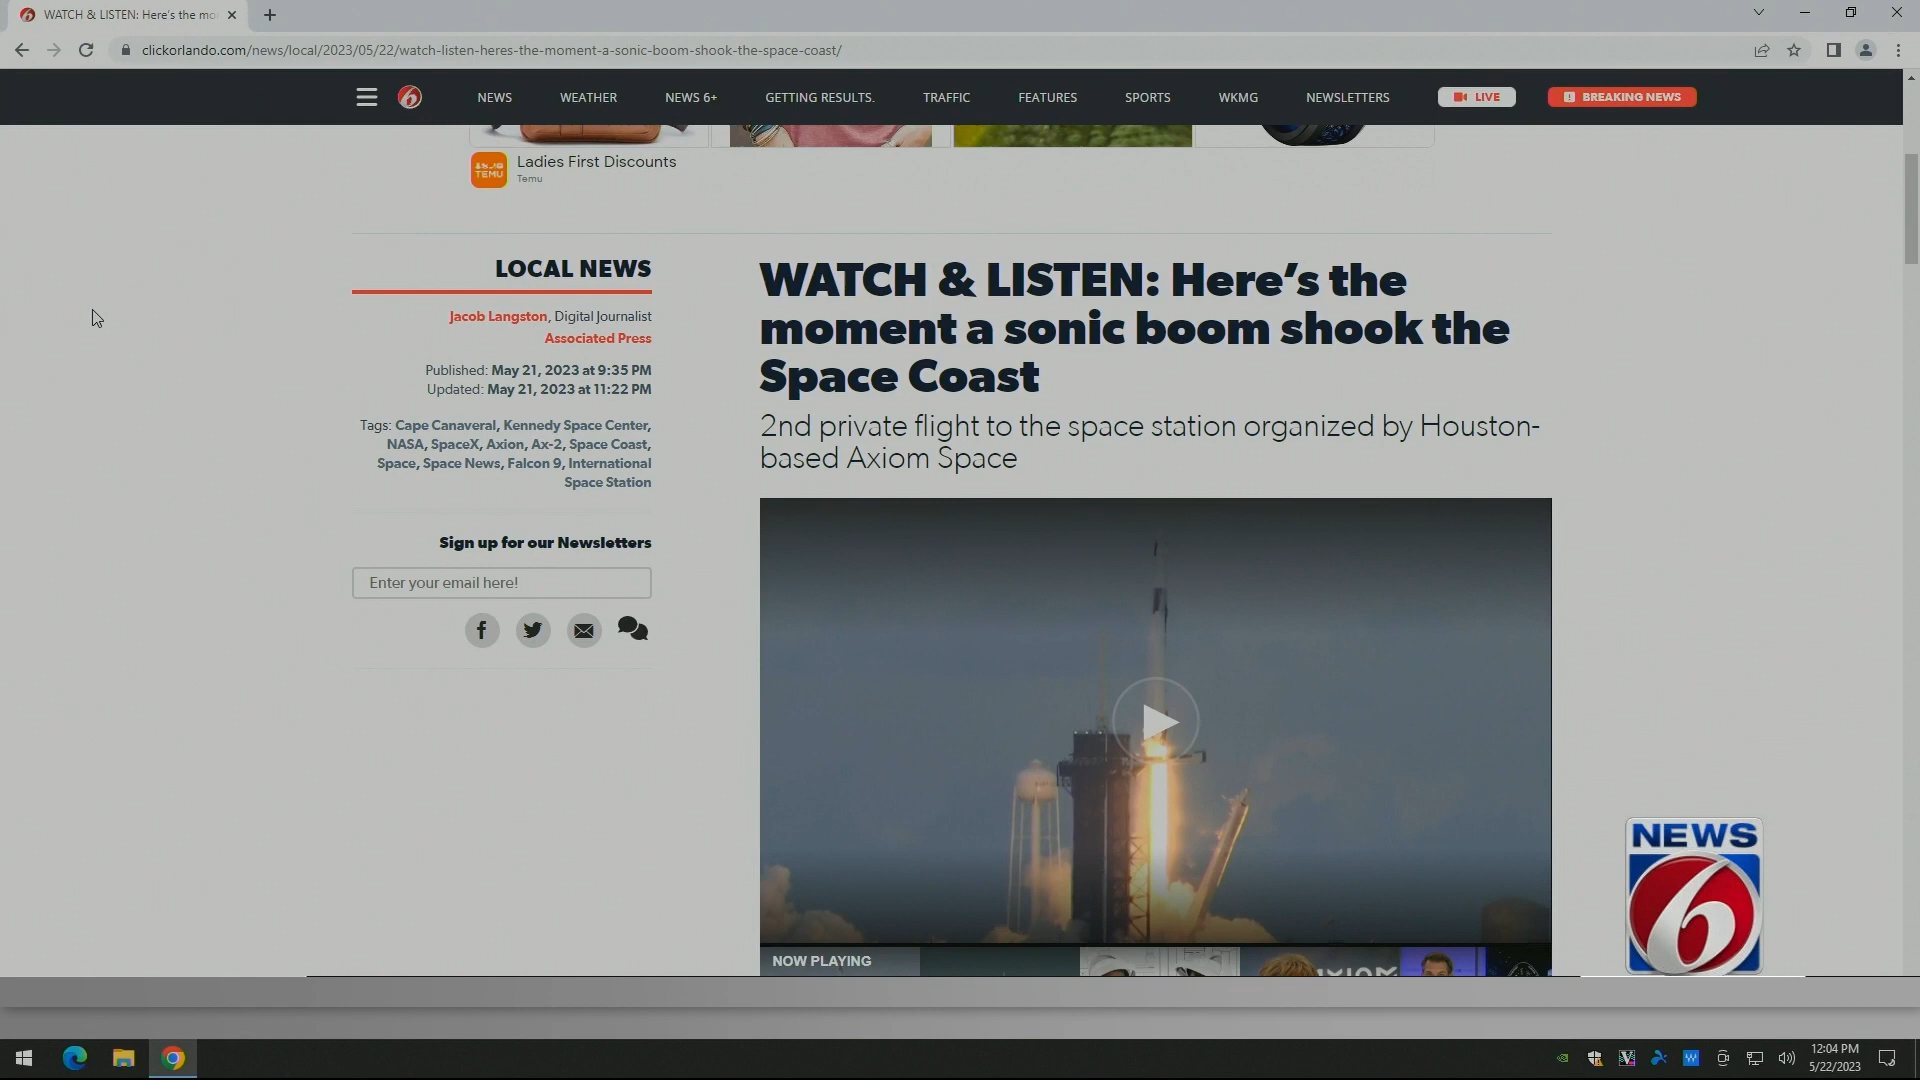 WATCH & LISTEN: Here's the mo
clickorlando.com/news/local/2023/05/22/watch-listen-heres-the-moment-a-sonic-boom-shook-the-space-coast/
6 NEWS WEATHER NEWS 6+ GETTING RESULTS. TRAFFIC FEATURES SPORTS WKMG NEWSLETTERS LIVE BREAKING NEWS
TEMU
Ladies First Discounts
Temu
LOCAL NEWS
Jacob Langston, Digital Journalist
Associated Press
Published: May 21, 2023 at 9:35 PM
Updated: May 21, 2023 at 11:22 PM
Tags: Cape Canaveral, Kennedy Space Center,
NASA, SpaceX, Axion, Ax-2, Space Coast,
Space, Space News, Falcon 9, International
Space Station
Sign up for our Newsletters
Enter your email here!
WATCH & LISTEN: Here’s the
moment a sonic boom shook the
Space Coast
2nd private flight to the space station organized by Houston-
based Axiom Space
NOW PLAYING
NEWS
6
12:04 PM
5/22/2023